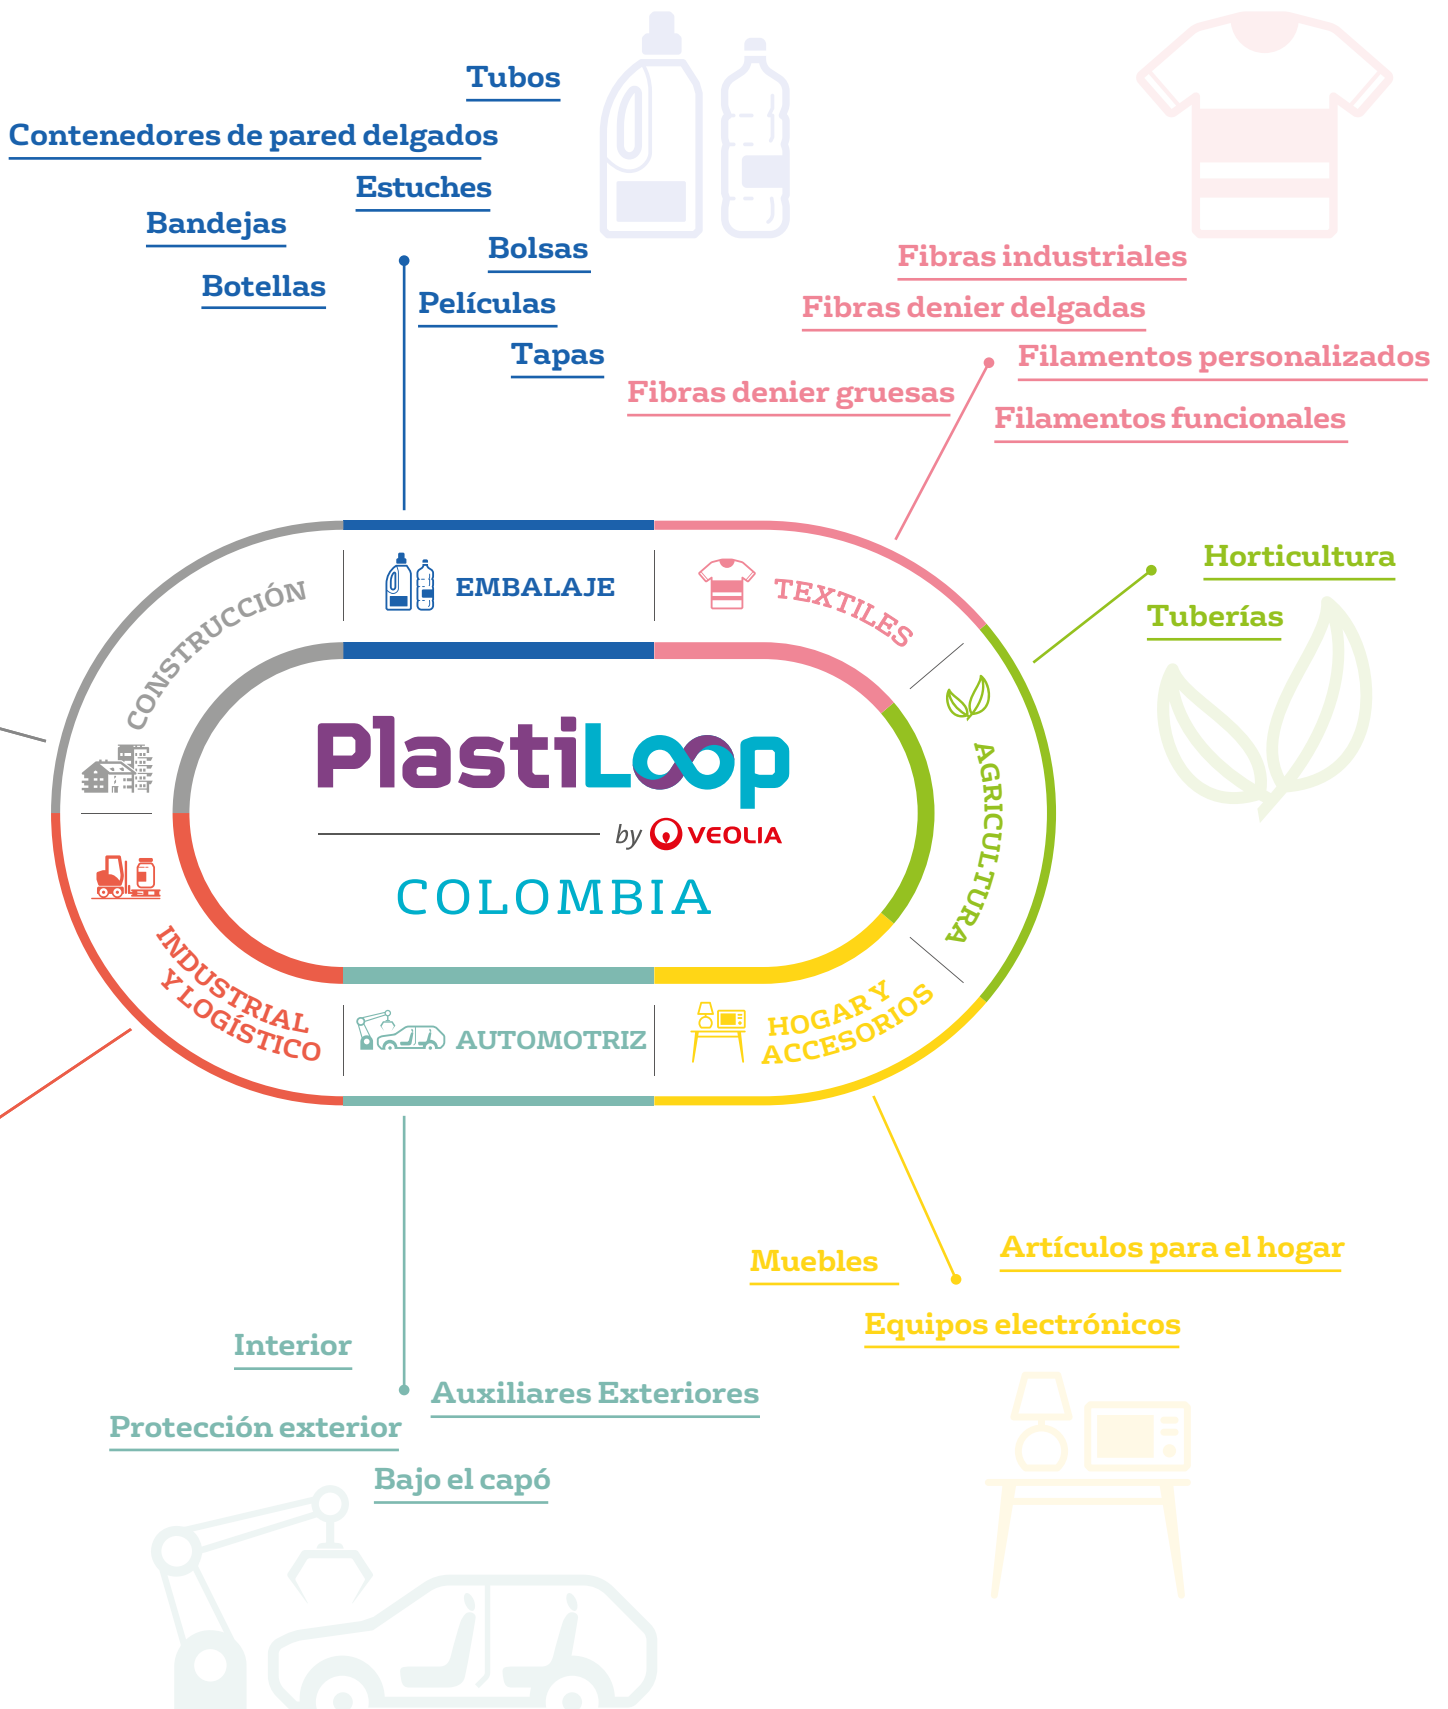 Tubos
Contenedores de pared delgados
Estuches
Bandejas
Bolsas
Botellas
Películas
Tapas
Fibras industriales
Fibras denier delgadas
Filamentos personalizados
Fibras denier gruesas
Filamentos funcionales
Horticultura
Tuberías
CONSTRUCCIÓN
EMBALAJE
TEXTILES
AGRICULTURA
PlastiLoop
by VEOLIA
COLOMBIA
INDUSTRIAL
Y LOGÍSTICO
AUTOMOTRIZ
HOGAR Y
ACCESORIOS
Muebles
Artículos para el hogar
Equipos electrónicos
Interior
Auxiliares Exteriores
Protección exterior
Bajo el capó